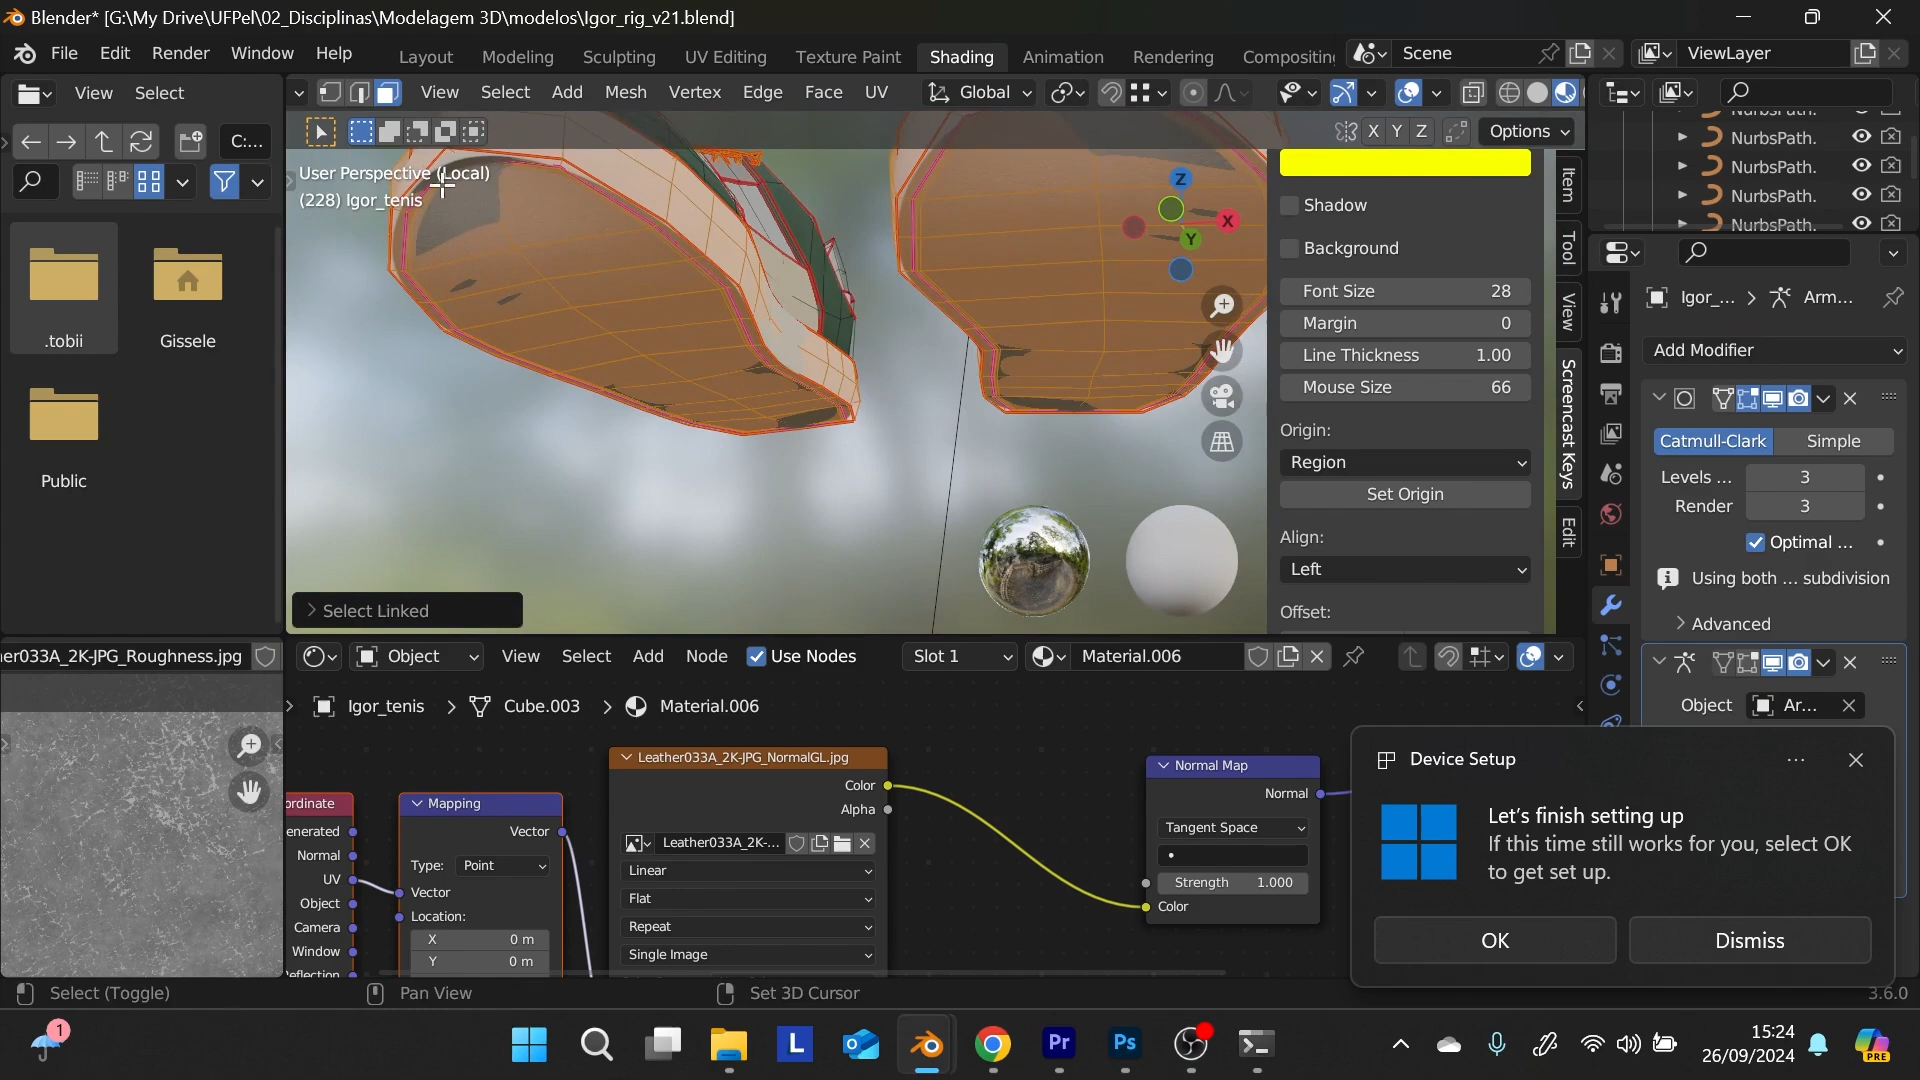 Blender* [G:\My Drive\UFPel\02_Disciplinas\Modelagem 3D\modelos\Igor_rig_v21.blend]
File Edit Render Window Help
Layout Modeling Sculpting UV Editing Texture Paint Shading Animation Rendering Compositing
Scene
ViewLayer
View Select
View Select Add Mesh Vertex Edge Face UV
Global
C:...
X Y Z
Options
User Perspective (Local)
(228) Igor_tenis
.tobii
Gissele
Public
Z
X
Y
Shadow
Background
Font Size 28
Margin 0
Line Thickness 1.00
Mouse Size 66
Origin:
Region
Set Origin
Align:
Left
Offset:
Item
Tool
View
Screencast Keys
Edit
NurbsPath.
NurbsPath.
NurbsPath.
NurbsPath.
NurbsPath.
Igor_... > Arm...
Add Modifier
Catmull-Clark Simple
Levels ... 3
Render 3
Optimal ...
Using both ... subdivision
Advanced
Object Ar...
Select Linked
er033A_2K-JPG_Roughness.jpg
Object View Select Add Node Use Nodes
Slot 1
Material.006
Igor_tenis > Cube.003 > Material.006
ordinate
enerated
Normal
UV
Object
Camera
Window
eflection
Mapping
Vector
Type: Point
Vector
Location:
X 0 m
Y 0 m
Leather033A_2K-JPG_NormalGL.jpg
Color
Alpha
Leather033A_2K-...
Linear
Flat
Repeat
Single Image
Normal Map
Normal
Tangent Space
Strength 1.000
Color
Device Setup
Let's finish setting up
If this time still works for you, select OK
to get set up.
OK
Dismiss
Select (Toggle)
Pan View
Set 3D Cursor
3.6.0
1
L
Pr
Ps
15:24
26/09/2024
PRE